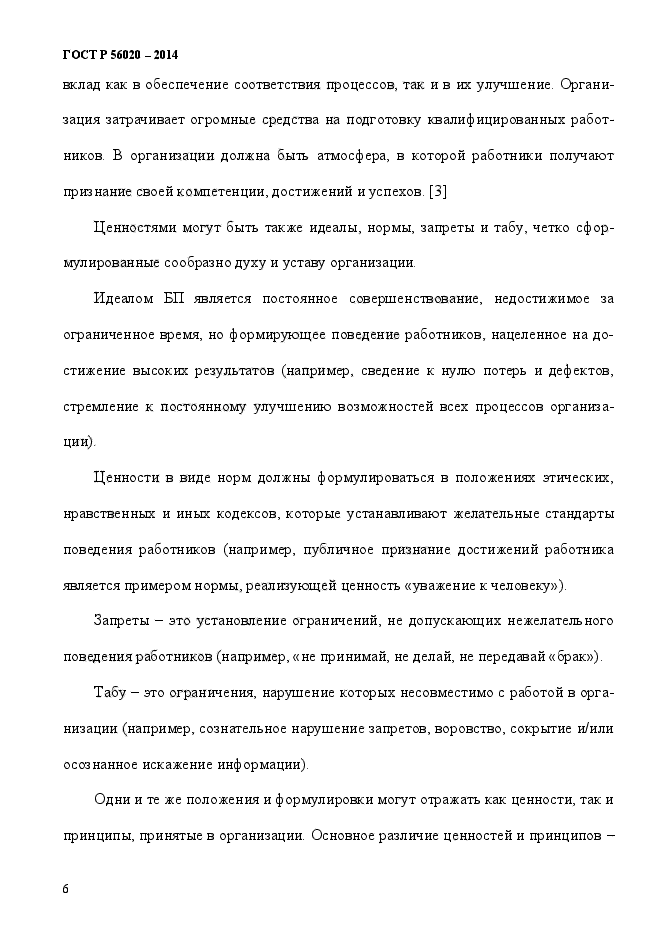 ГОСТ Р 56020 – 2014
вклад как в обеспечение соответствия процессов, так и в их улучшение. Органи-
зация затрачивает огромные средства на подготовку квалифицированных работ-
ников. В организации должна быть атмосфера, в которой работники получают
признание своей компетенции, достижений и успехов. [3]
Ценностями могут быть также идеалы, нормы, запреты и табу, четко сфор-
мулированные сообразно духу и уставу организации.
Идеалом БП является постоянное совершенствование, недостижимое за
ограниченное время, но формирующее поведение работников, нацеленное на до-
стижение высоких результатов (например, сведение к нулю потерь и дефектов,
стремление к постоянному улучшению возможностей всех процессов организа-
ции).
Ценности в виде норм должны формулироваться в положениях этических,
нравственных и иных кодексов, которые устанавливают желательные стандарты
поведения работников (например, публичное признание достижений работника
является примером нормы, реализующей ценность «уважение к человеку»).
Запреты – это установление ограничений, не допускающих нежелательного
поведения работников (например, «не принимай, не делай, не передавай «брак»).
Табу – это ограничения, нарушение которых несовместимо с работой в орга-
низации (например, сознательное нарушение запретов, воровство, сокрытие и/или
осознанное искажение информации).
Одни и те же положения и формулировки могут отражать как ценности, так и
принципы, принятые в организации. Основное различие ценностей и принципов –
6